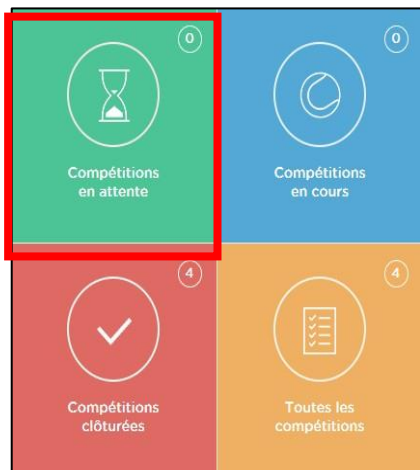 0
Compétitions
en attente
0
Compétitions
en cours
4
Compétitions
clôturées
4
Toutes les
compétitions